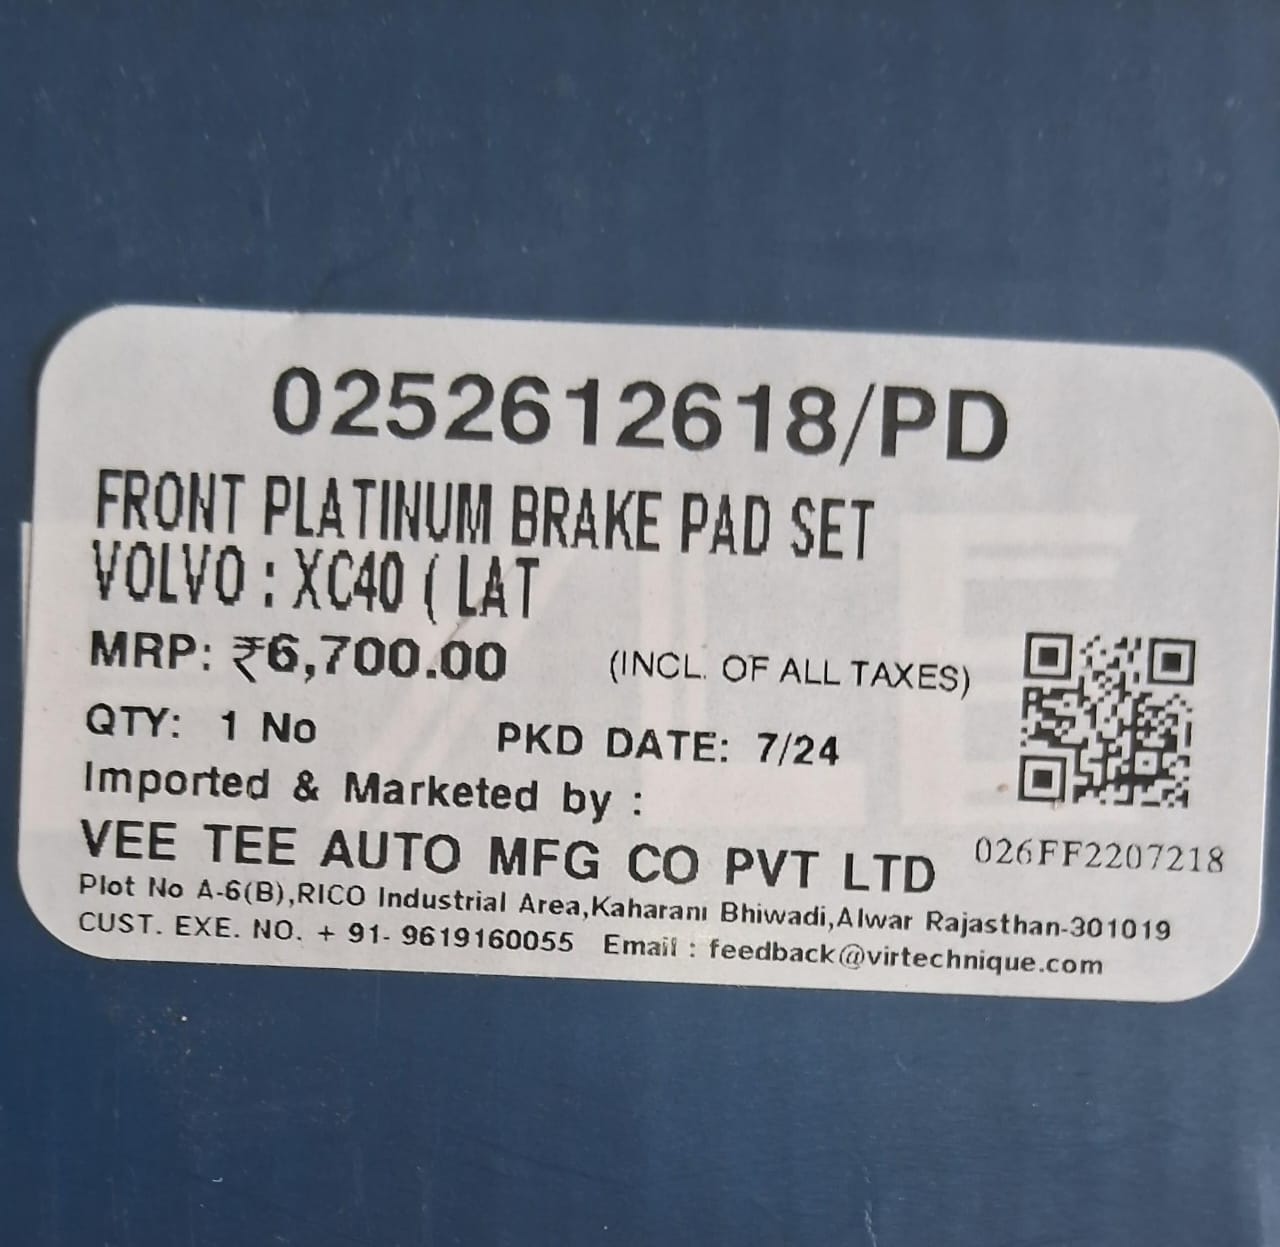 0252612618/PD
FRONT PLATINUM BRAKE PAD SET
VOLVO : XC40 ( LAT
MRP: ₹6,700.00 (INCL. OF ALL TAXES)
QTY: 1 No PKD DATE: 7/24
Imported & Marketed by :
VEE TEE AUTO MFG CO PVT LTD 026FF2207218
Plot No A-6(B),RICO Industrial Area,Kaharani Bhiwadi,Alwar Rajasthan-301019
CUST. EXE. NO. + 91- 9619160055 Email : feedback@virtechnique.com